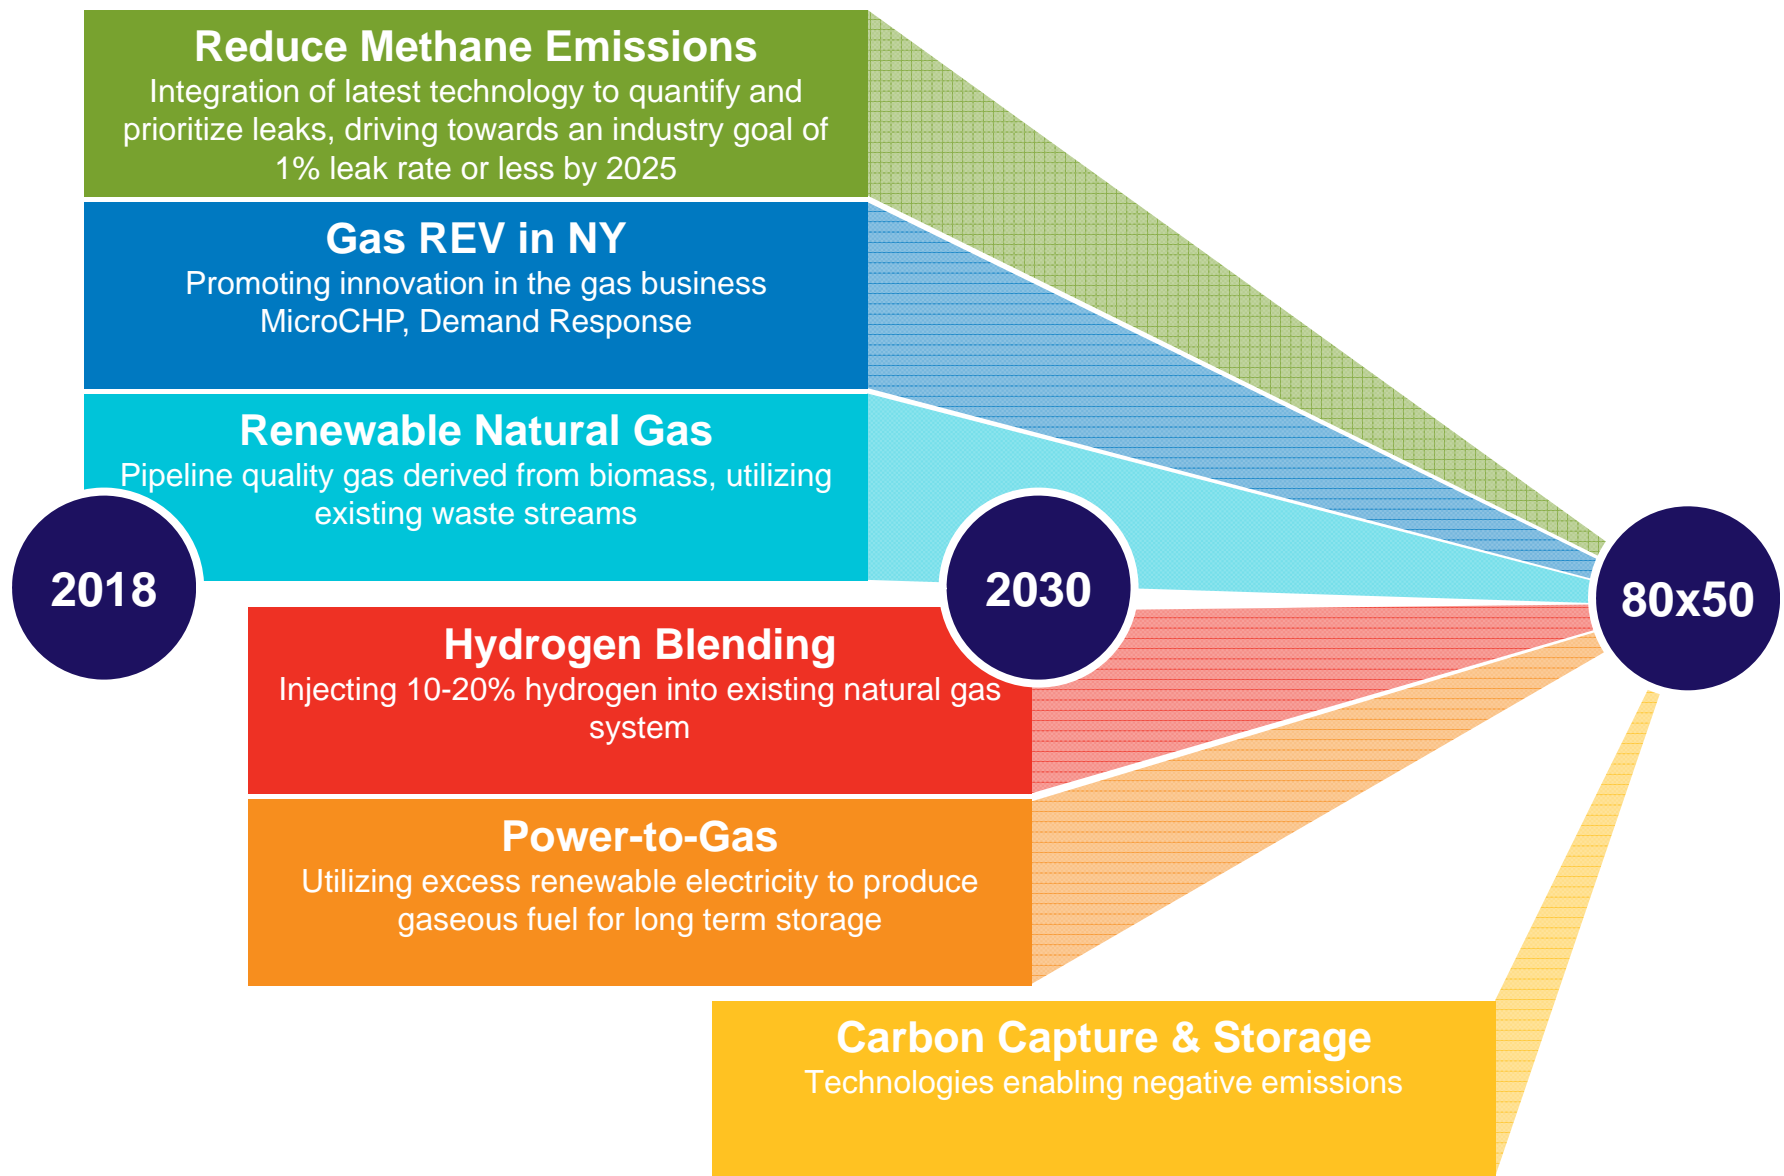 Reduce Methane Emissions
Integration of latest technology to quantify and
prioritize leaks, driving towards an industry goal of
1% leak rate or less by 2025
Gas REV in NY
Promoting innovation in the gas business
MicroCHP, Demand Response
Renewable Natural Gas
Pipeline quality gas derived from biomass, utilizing
existing waste streams
2018
2030
80x50
Hydrogen Blending
Injecting 10-20% hydrogen into existing natural gas
system
Power-to-Gas
Utilizing excess renewable electricity to produce
gaseous fuel for long term storage
Carbon Capture & Storage
Technologies enabling negative emissions